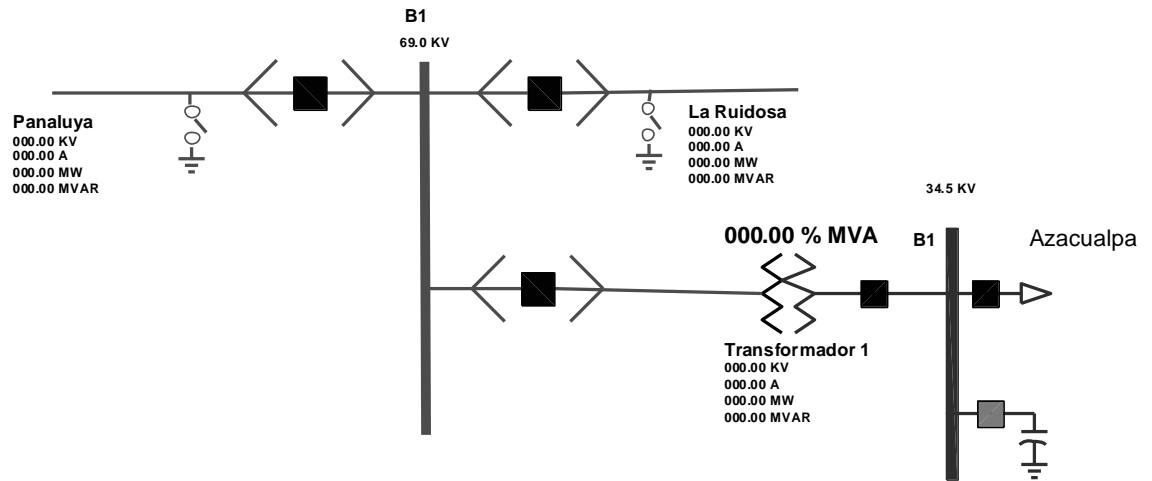 B1
69.0 KV
Panaluya
000.00 KV
000.00 A
000.00 MW
000.00 MVAR
La Ruidosa
000.00 KV
000.00 A
000.00 MW
000.00 MVAR
34.5 KV
000.00 % MVA
B1
Azacualpa
Transformador 1
000.00 KV
000.00 A
000.00 MW
000.00 MVAR